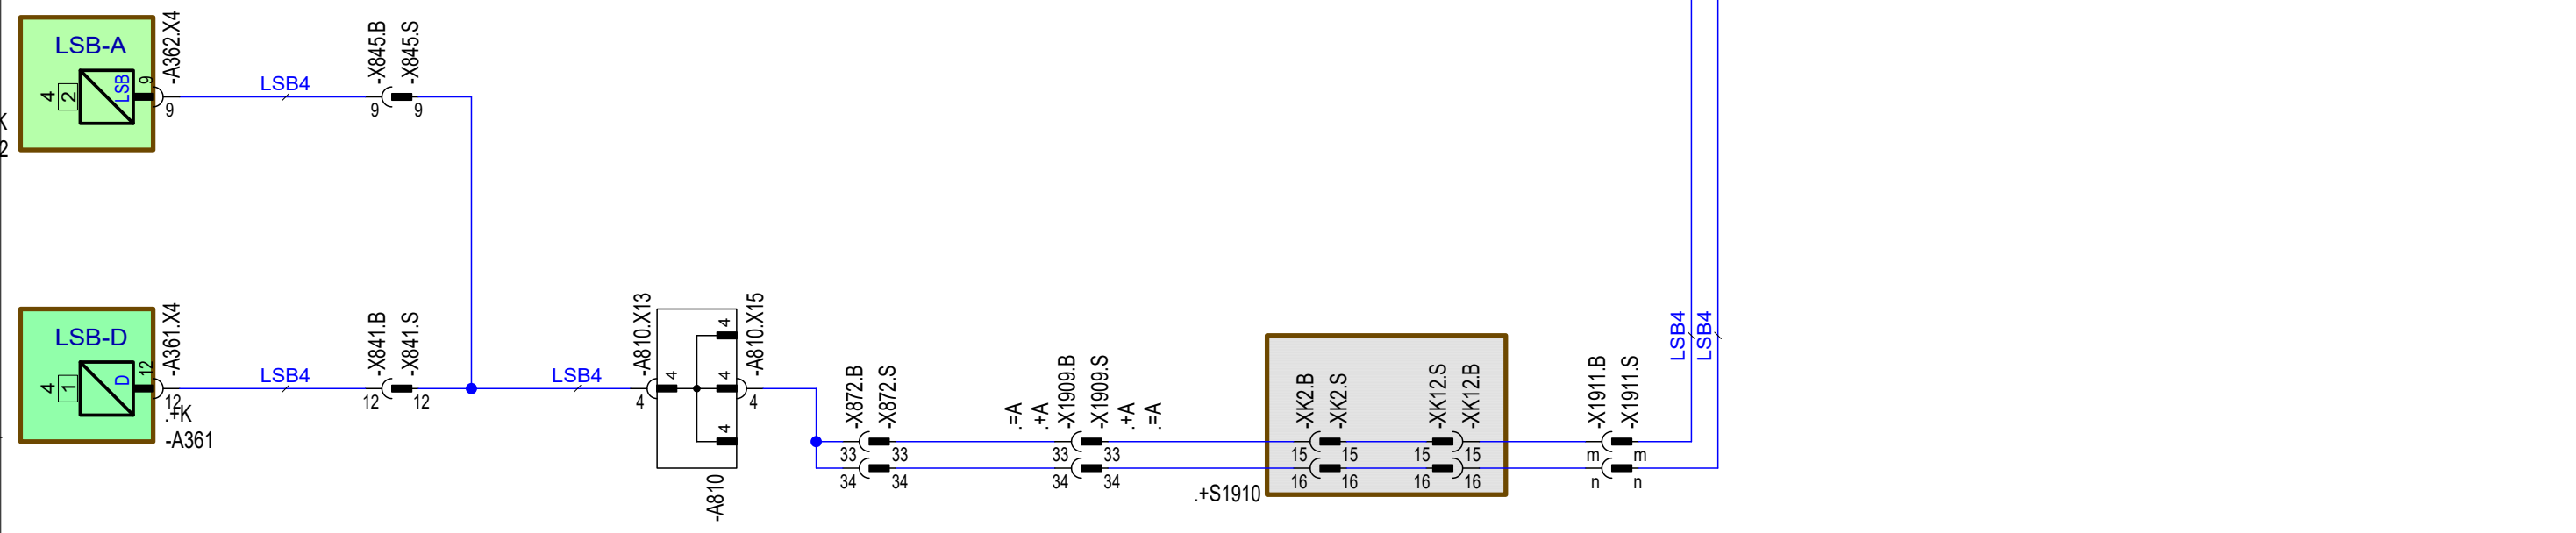 LSB-A
4
2
LSB
9
-A362.X4
9
LSB4
-X845.B
-X845.S
9
9
K
2
LSB-D
4
1
D
12
-A361.X4
12
.+K
-A361
LSB4
-X841.B
-X841.S
12
12
LSB4
-A810.X13
4
4
4
4
4
-A810.X15
4
-A810
-X872.B
-X872.S
33
33
34
34
.=A
.+A
-X1909.B
-X1909.S
.+A
.=A
33
33
34
34
.+S1910
-XK2.B
-XK2.S
15
15
16
16
-XK12.S
-XK12.B
15
15
16
16
-X1911.B
-X1911.S
m
m
n
n
LSB4
LSB4